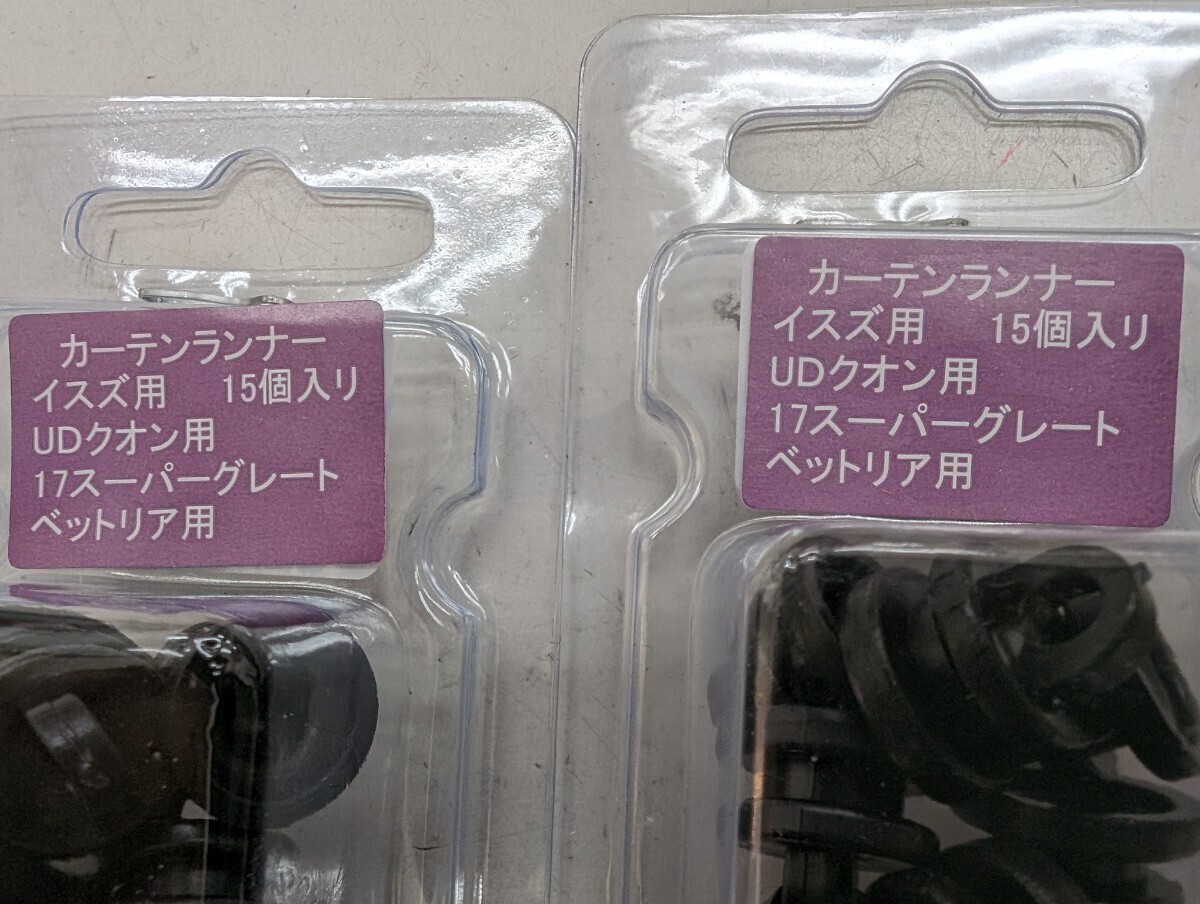 カーテンランナー
イスズ用 15個入リ
UDクオン用
17スーパーグレート
ベットリア用
カーテンランナー
イスズ用 15個入リ
UDクオン用
17スーパーグレート
ベットリア用